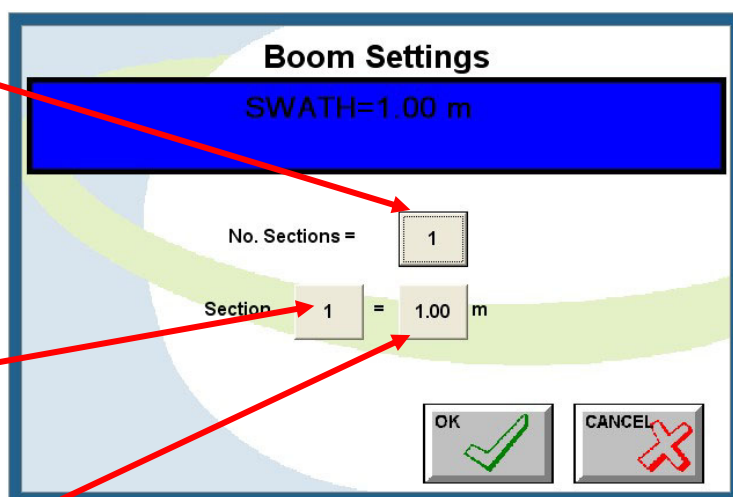 Boom Settings
SWATH=1.00 m
No. Sections = 1
Section 1 = 1.00 m
OK CANCEL